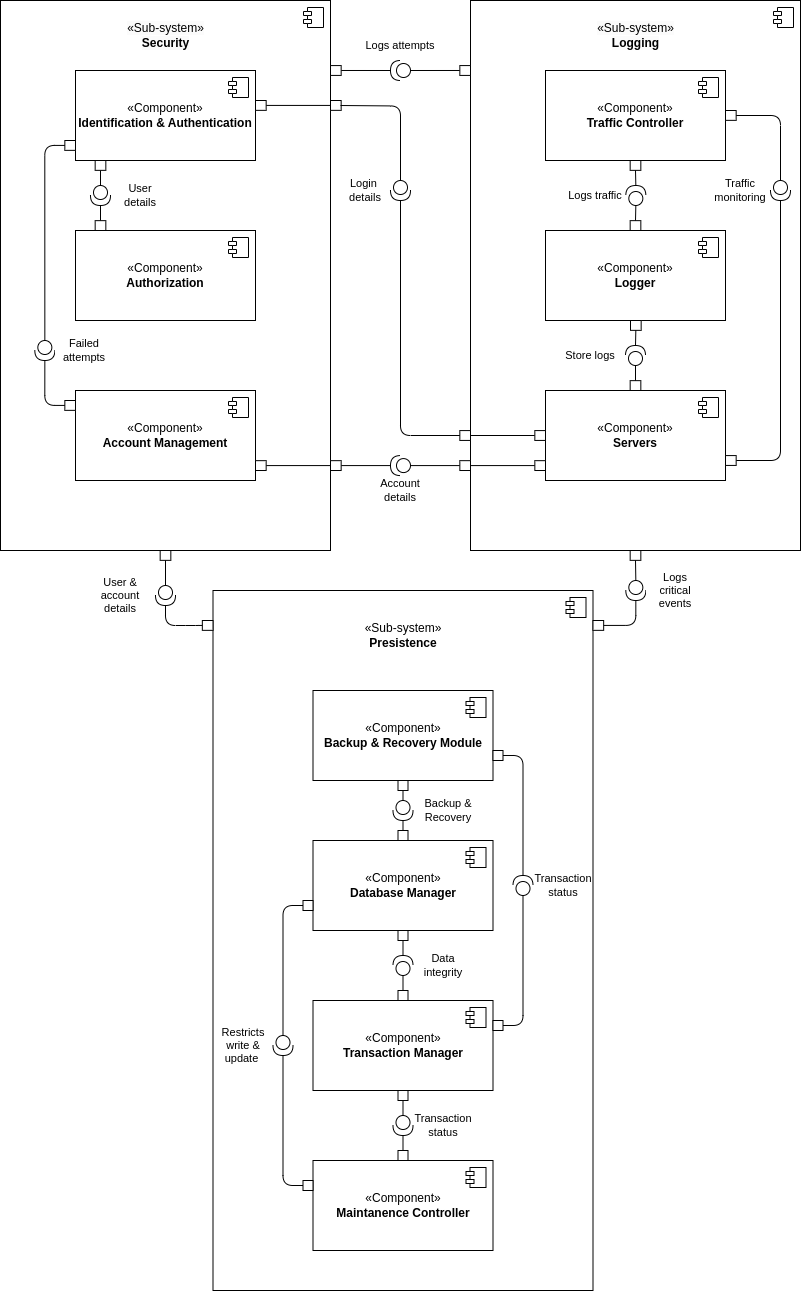 «Sub-system»
Security
«Component»
Identification & Authentication
User
details
«Component»
Authorization
Failed
attempts
«Component»
Account Management
Logs attempts
Login
details
Account
details
«Sub-system»
Logging
«Component»
Traffic Controller
Logs traffic
Traffic
monitoring
«Component»
Logger
Store logs
«Component»
Servers
User &
account
details
Logs
critical
events
«Sub-system»
Presistence
«Component»
Backup & Recovery Module
Backup &
Recovery
«Component»
Database Manager
Transaction
status
Data
integrity
«Component»
Transaction Manager
Restricts
write &
update
Transaction
status
«Component»
Maintanence Controller